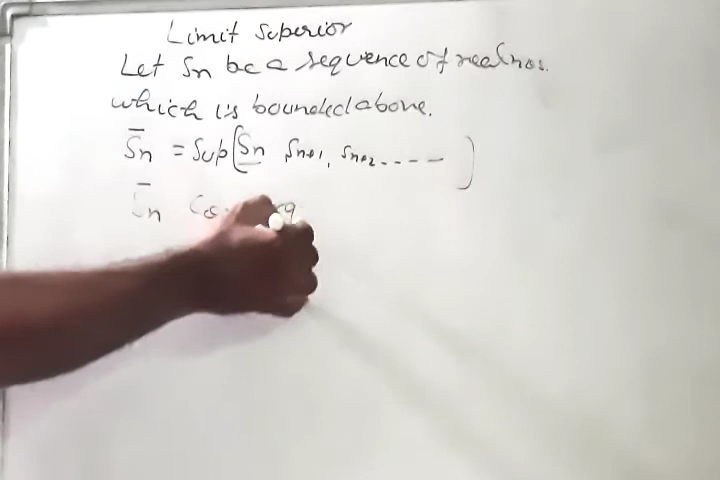 Limit Superior
Let Sn be a sequence of real nos.
which is bounded above.
S̅n = Sup(Sn Sn+1, Sn+2 - - - - -)
S̅n